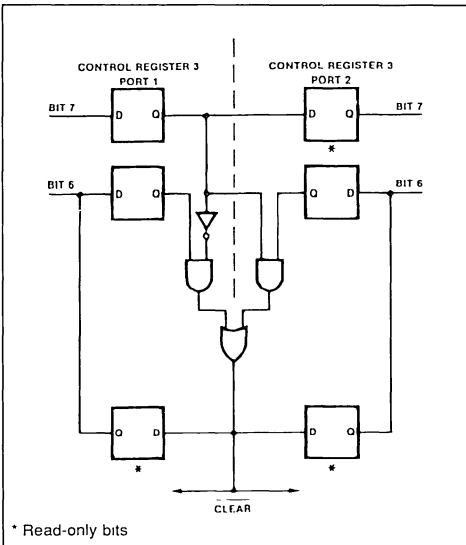 CONTROL REGISTER 3
PORT 1
CONTROL REGISTER 3
PORT 2
BIT 7
D Q
D Q
BIT 7
*
BIT 6
D Q
Q D
BIT 6
Q D
D Q
*
*
CLEAR
* Read-only bits